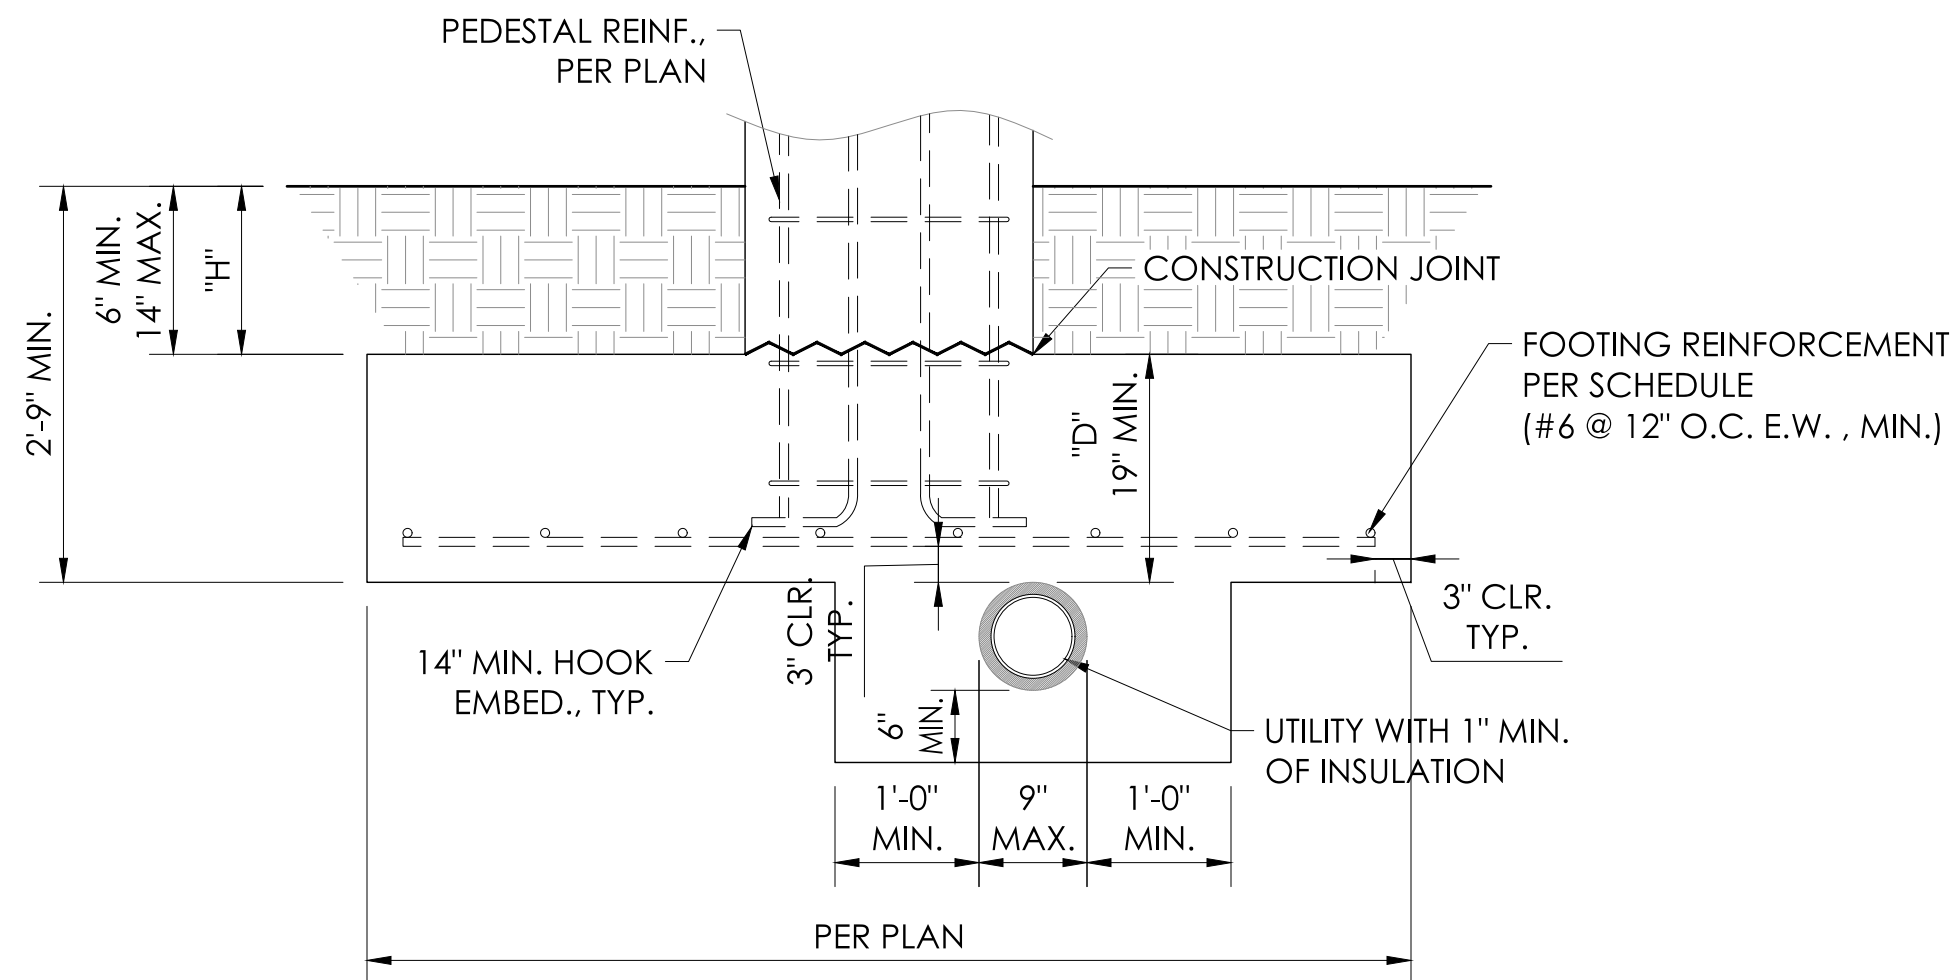 PEDESTAL REINF.,
PER PLAN
2'-9" MIN.
6" MIN.
14" MAX.
"H"
CONSTRUCTION JOINT
FOOTING REINFORCEMENT
PER SCHEDULE
(#6 @ 12" O.C. E.W. , MIN.)
"D"
19" MIN.
3" CLR.
TYP.
3" CLR.
TYP.
14" MIN. HOOK
EMBED., TYP.
6"
MIN.
UTILITY WITH 1" MIN.
OF INSULATION
1'-0"
MIN.
9"
MAX.
1'-0"
MIN.
PER PLAN